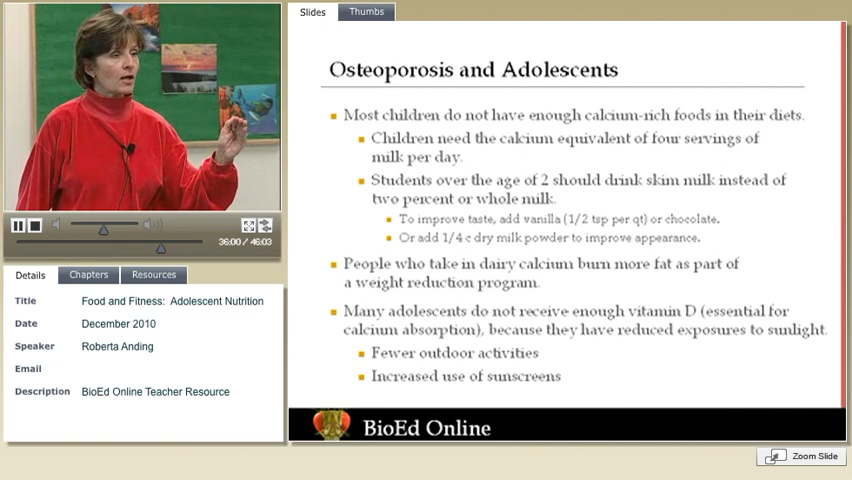 Slides
Thumbs
Osteoporosis and Adolescents
Most children do not have enough calcium-rich foods in their diets.
Children need the calcium equivalent of four servings of
milk per day.
Students over the age of 2 should drink skim milk instead of
two percent or whole milk.
To improve taste, add vanilla (1/2 tsp per qt) or chocolate.
Or add 1/4 c dry milk powder to improve appearance.
People who take in dairy calcium burn more fat as part of
a weight reduction program.
Many adolescents do not receive enough vitamin D (essential for
calcium absorption), because they have reduced exposures to sunlight.
Fewer outdoor activities
Increased use of sunscreens
BioEd Online
Zoom Slide
36:00 / 46:03
Details
Chapters
Resources
Title Food and Fitness: Adolescent Nutrition
Date December 2010
Speaker Roberta Anding
Email
Description BioEd Online Teacher Resource